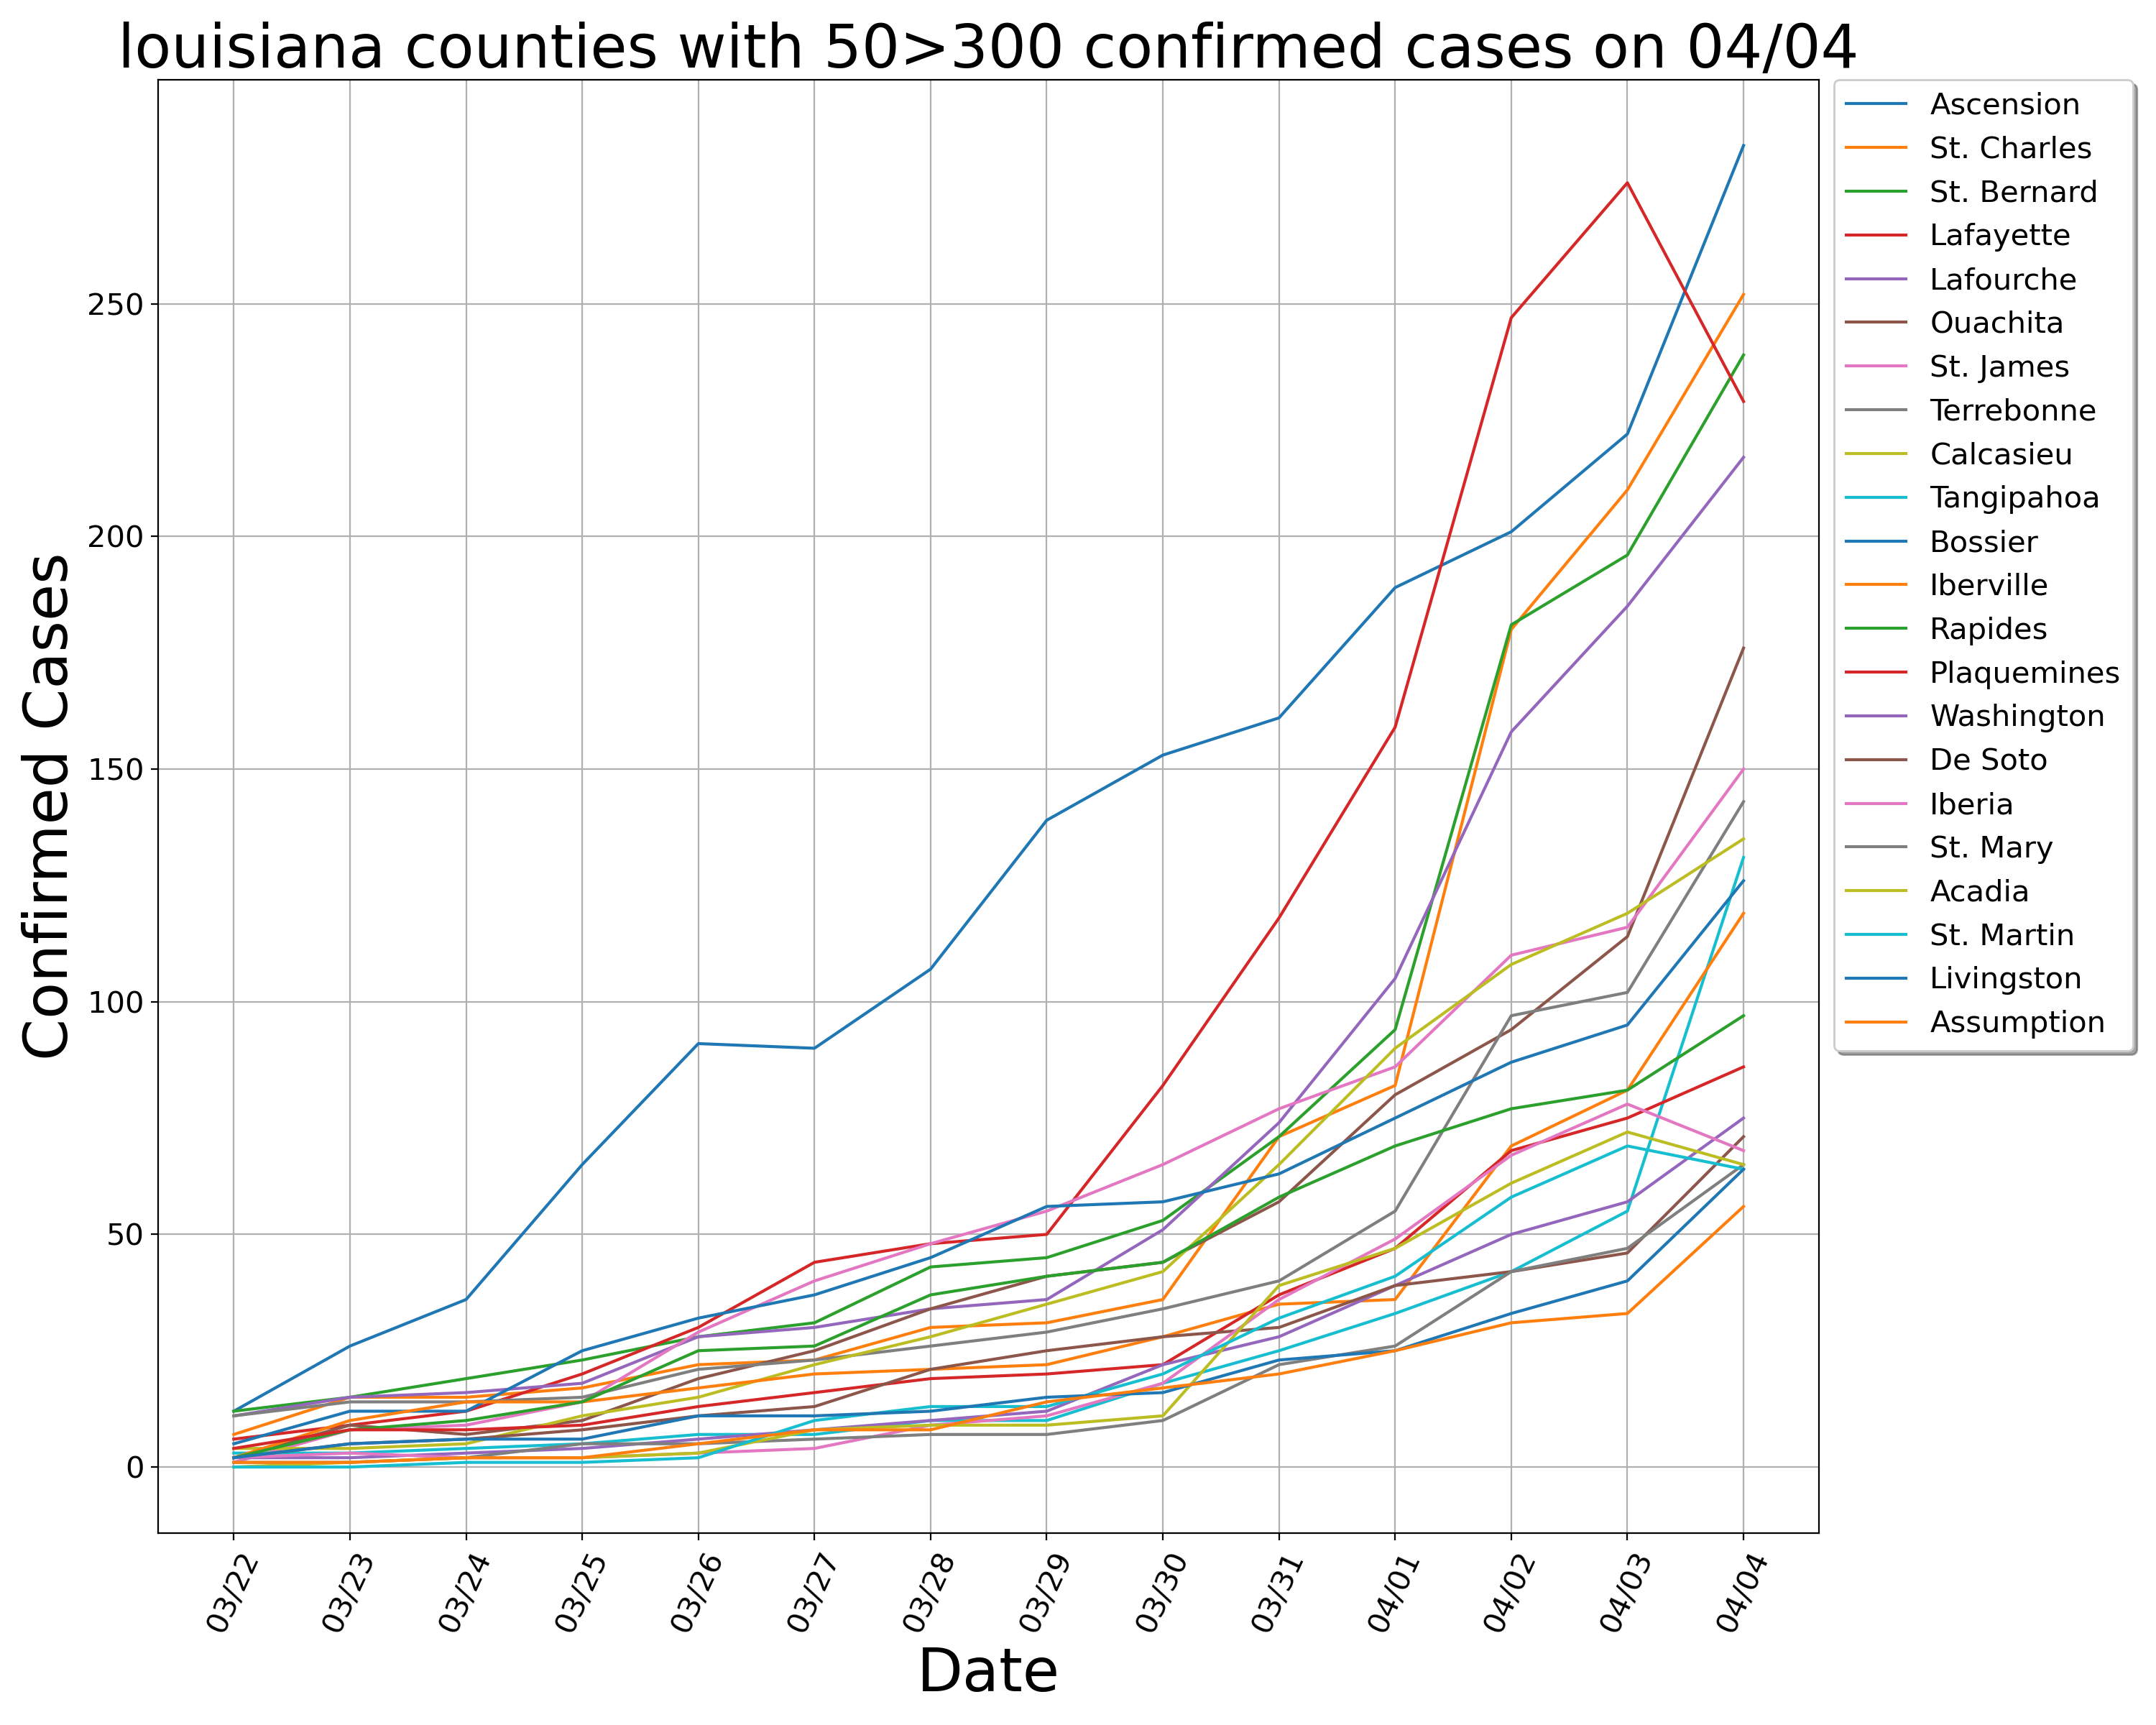 louisiana counties with 50>300 confirmed cases on 04/04
Confirmed Cases
250
200
150
100
50
0
03/22
03/23
03/24
03/25
03/26
03/27
03/28
03/29
03/30
03/31
04/01
04/02
04/03
04/04
Date
Ascension
St. Charles
St. Bernard
Lafayette
Lafourche
Ouachita
St. James
Terrebonne
Calcasieu
Tangipahoa
Bossier
Iberville
Rapides
Plaquemines
Washington
De Soto
Iberia
St. Mary
Acadia
St. Martin
Livingston
Assumption